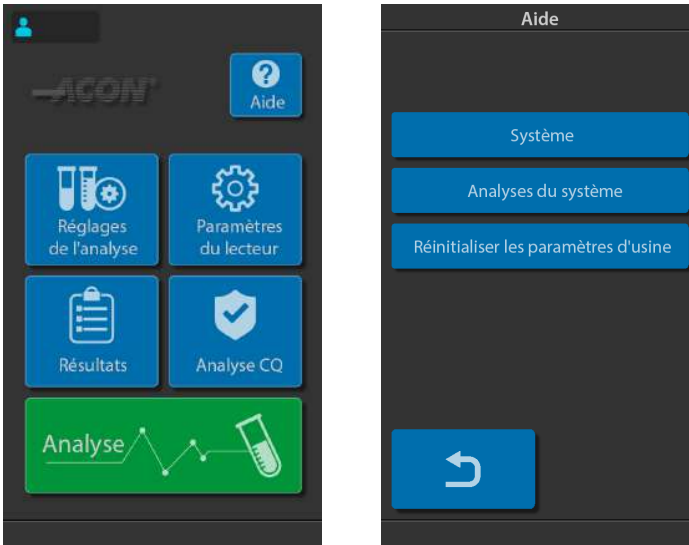 ACON®
Aide
Réglages
de l'analyse
Paramètres
du lecteur
Résultats
Analyse CQ
Analyse
Aide
Système
Analyses du système
Réinitialiser les paramètres d'usine